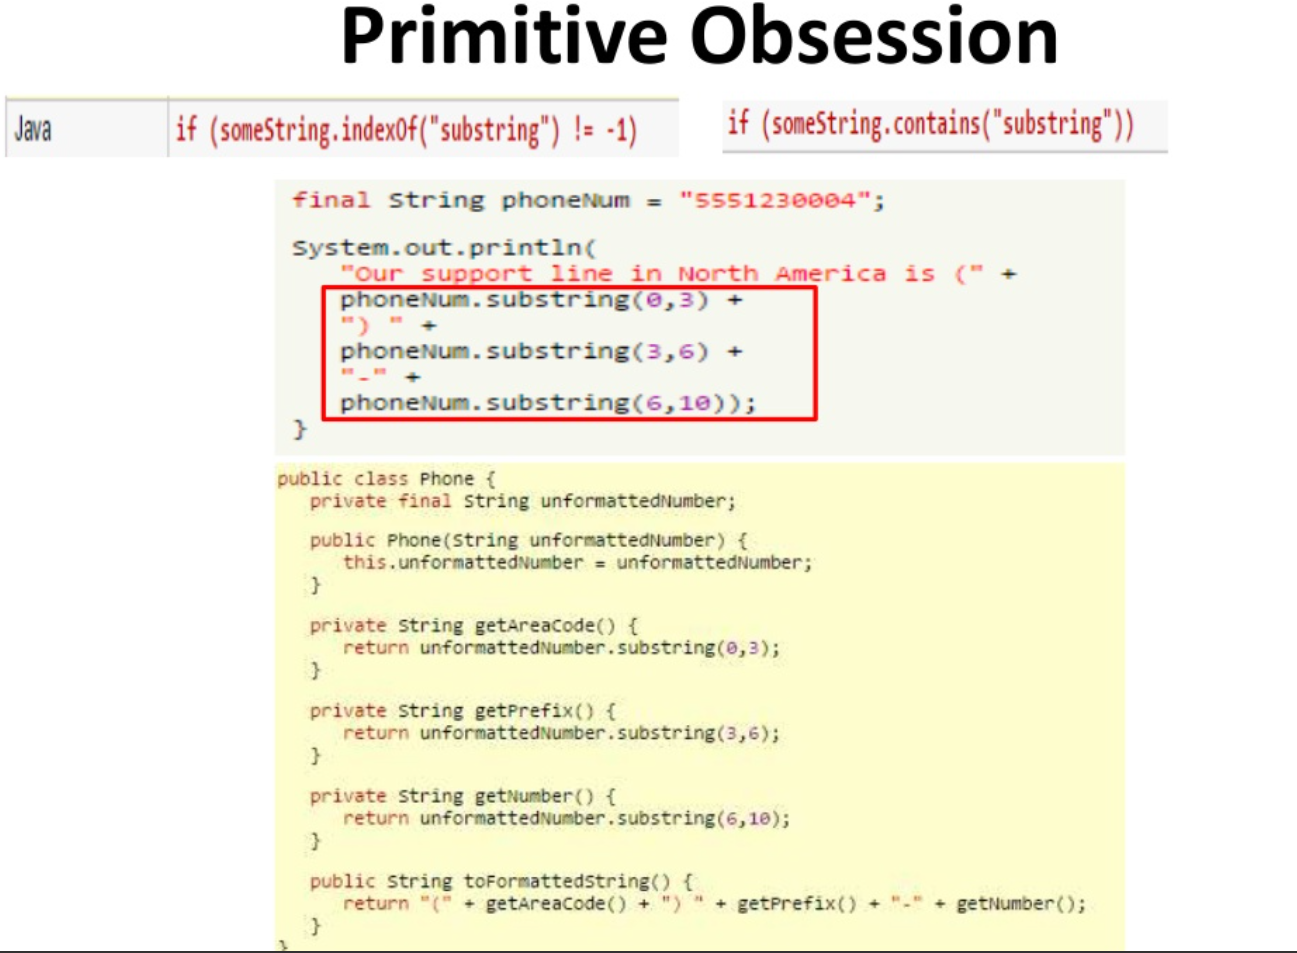 Primitive Obsession
Java if (someString.indexOf("substring") != -1) if (someString.contains("substring"))
final String phoneNum = "5551230004";
System.out.println(
"Our support line in North America is (" +
phoneNum.substring(0,3) +
") " +
phoneNum.substring(3,6) +
"-" +
phoneNum.substring(6,10));
}
public class Phone {
private final String unformattedNumber;
public Phone(String unformattedNumber) {
this.unformattedNumber = unformattedNumber;
}
private String getAreaCode() {
return unformattedNumber.substring(0,3);
}
private String getPrefix() {
return unformattedNumber.substring(3,6);
}
private String getNumber() {
return unformattedNumber.substring(6,10);
}
public String toFormattedString() {
return "(" + getAreaCode() + ") " + getPrefix() + "-" + getNumber();
}
}